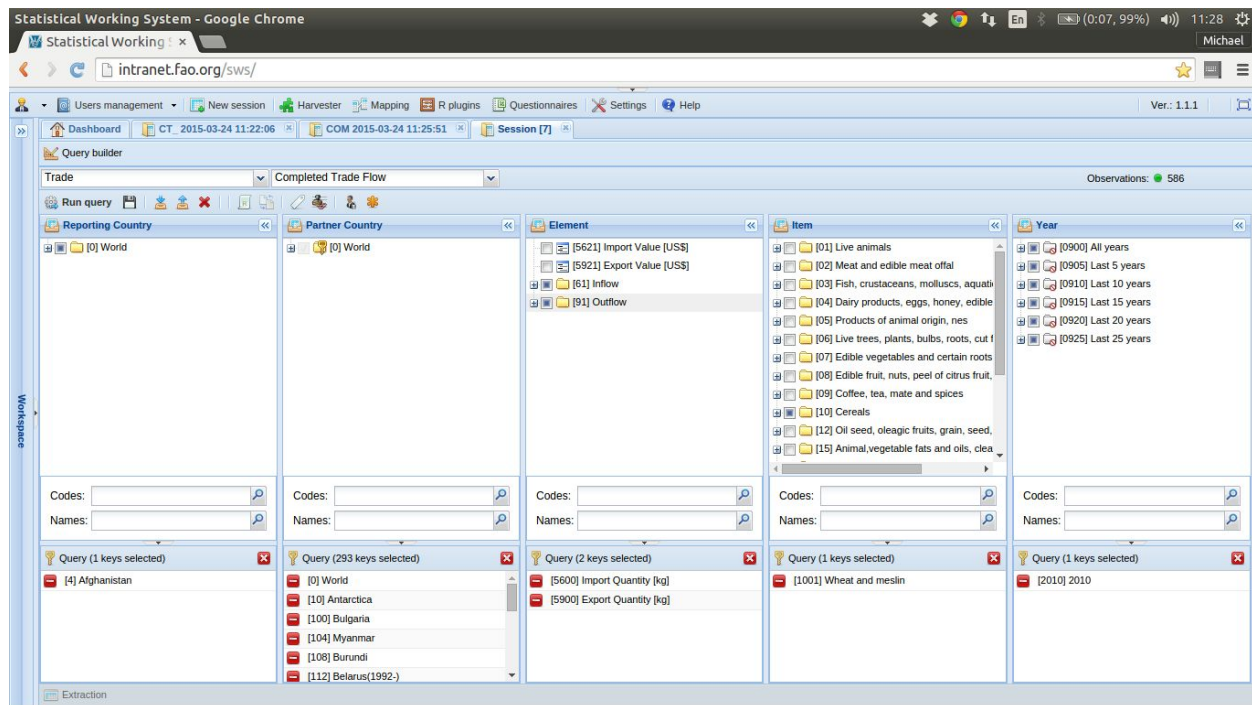 Statistical Working System - Google Chrome
En (0:07, 99%) 11:28
Statistical Working S ×
Michael
intranet.fao.org/sws/
Users management New session Harvester Mapping R plugins Questionnaires Settings Help Ver.: 1.1.1
Dashboard CT_ 2015-03-24 11:22:06 COM 2015-03-24 11:25:51 Session [7]
Query builder
Trade Completed Trade Flow Observations: 586
Run query
Workspace
Reporting Country
[0] World
Codes:
Names:
Query (1 keys selected)
[4] Afghanistan
Partner Country
[0] World
Codes:
Names:
Query (293 keys selected)
[0] World
[10] Antarctica
[100] Bulgaria
[104] Myanmar
[108] Burundi
[112] Belarus(1992-)
Element
[5621] Import Value [US$]
[5921] Export Value [US$]
[61] Inflow
[91] Outflow
Codes:
Names:
Query (2 keys selected)
[5600] Import Quantity [kg]
[5900] Export Quantity [kg]
Item
[01] Live animals
[02] Meat and edible meat offal
[03] Fish, crustaceans, molluscs, aquati
[04] Dairy products, eggs, honey, edible
[05] Products of animal origin, nes
[06] Live trees, plants, bulbs, roots, cut f
[07] Edible vegetables and certain roots
[08] Edible fruit, nuts, peel of citrus fruit,
[09] Coffee, tea, mate and spices
[10] Cereals
[12] Oil seed, oleagic fruits, grain, seed,
[15] Animal,vegetable fats and oils, clea
Codes:
Names:
Query (1 keys selected)
[1001] Wheat and meslin
Year
[0900] All years
[0905] Last 5 years
[0910] Last 10 years
[0915] Last 15 years
[0920] Last 20 years
[0925] Last 25 years
Codes:
Names:
Query (1 keys selected)
[2010] 2010
Extraction